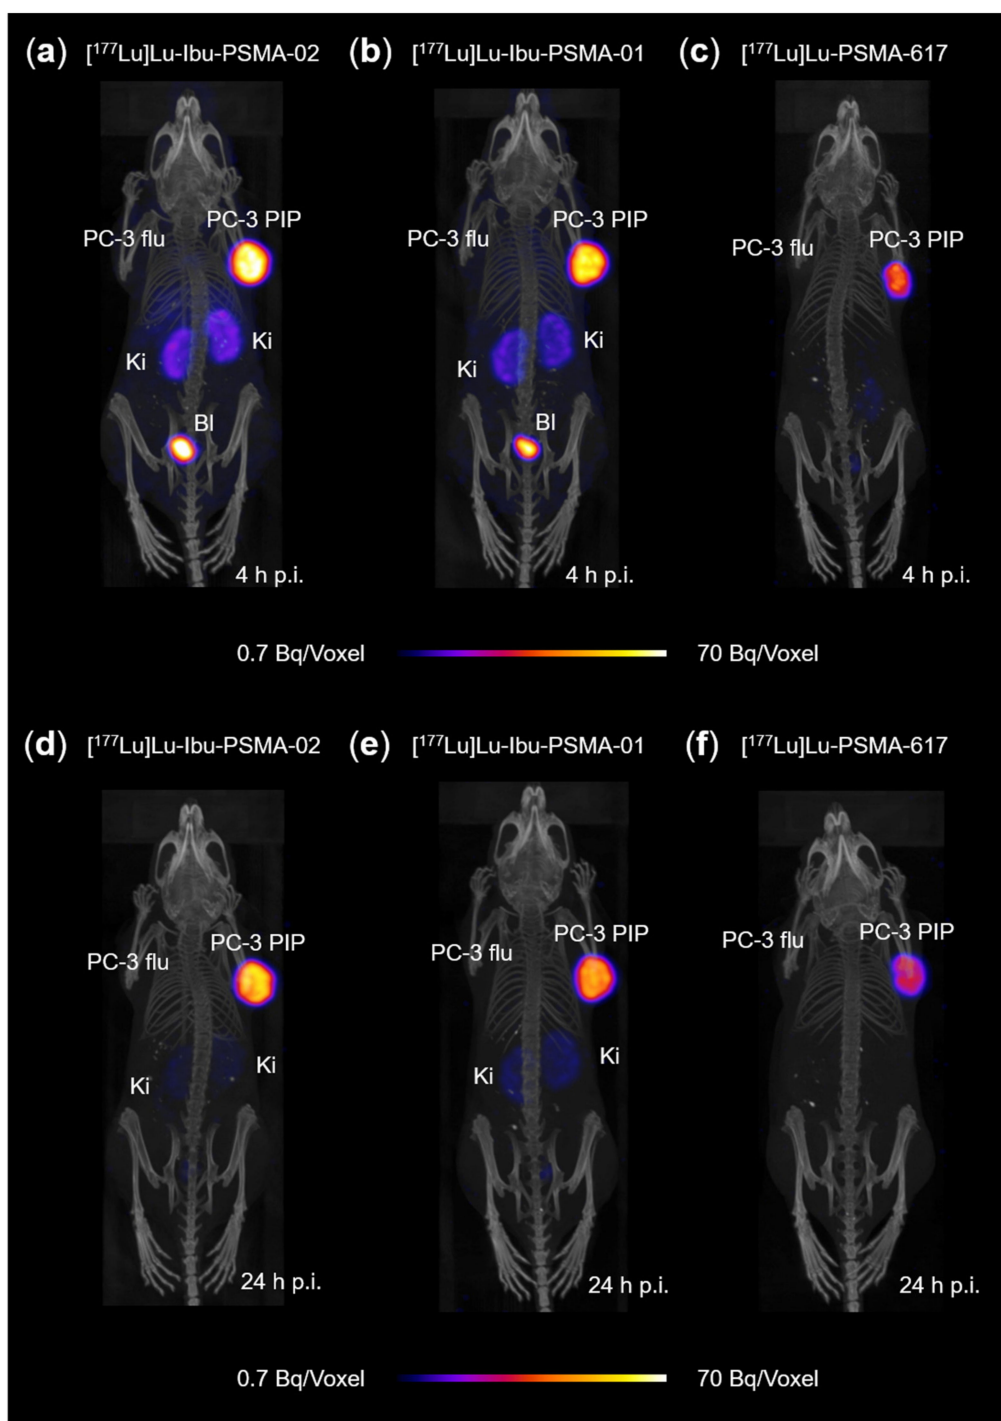 (a) [¹⁷⁷Lu]Lu-Ibu-PSMA-02 (b) [¹⁷⁷Lu]Lu-Ibu-PSMA-01 (c) [¹⁷⁷Lu]Lu-PSMA-617
PC-3 PIP PC-3 PIP PC-3 PIP
PC-3 flu PC-3 flu PC-3 flu
Ki Ki Ki Ki
Bl Bl
4 h p.i. 4 h p.i. 4 h p.i.
0.7 Bq/Voxel 70 Bq/Voxel
(d) [¹⁷⁷Lu]Lu-Ibu-PSMA-02 (e) [¹⁷⁷Lu]Lu-Ibu-PSMA-01 (f) [¹⁷⁷Lu]Lu-PSMA-617
PC-3 PIP PC-3 PIP PC-3 PIP
PC-3 flu PC-3 flu PC-3 flu
Ki Ki Ki Ki
24 h p.i. 24 h p.i. 24 h p.i.
0.7 Bq/Voxel 70 Bq/Voxel